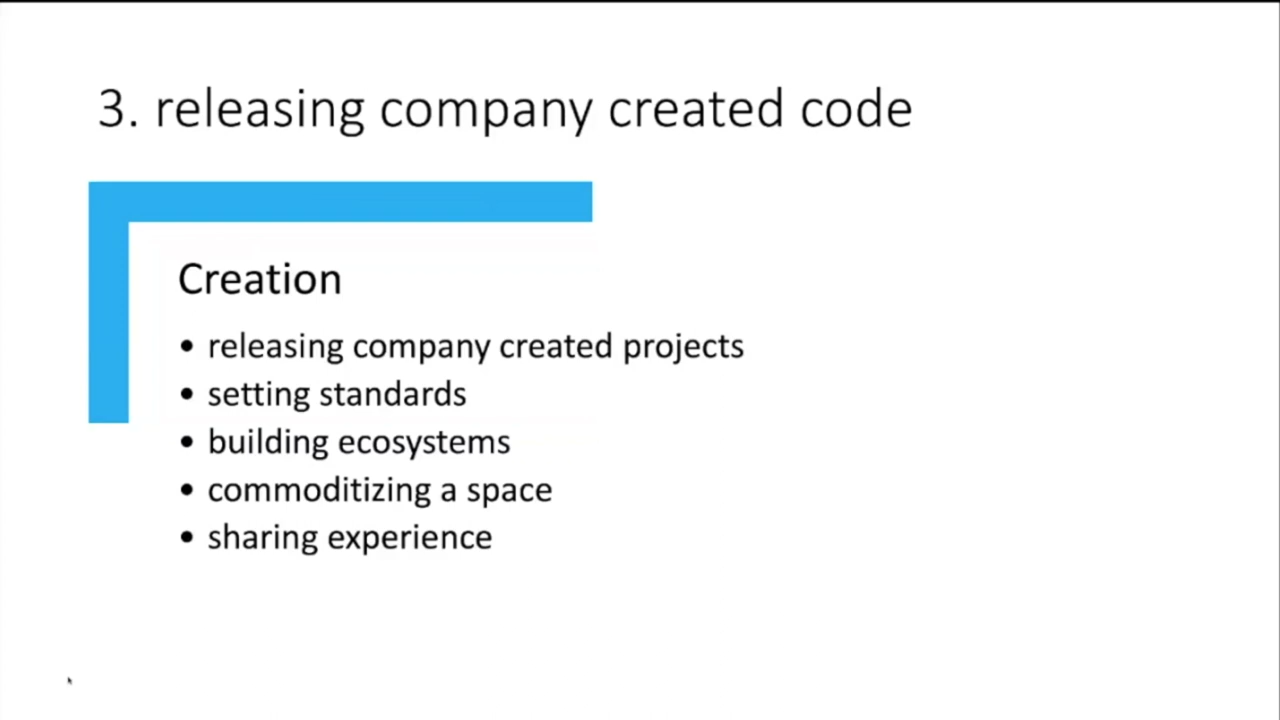 3. releasing company created code
Creation
• releasing company created projects
• setting standards
• building ecosystems
• commoditizing a space
• sharing experience